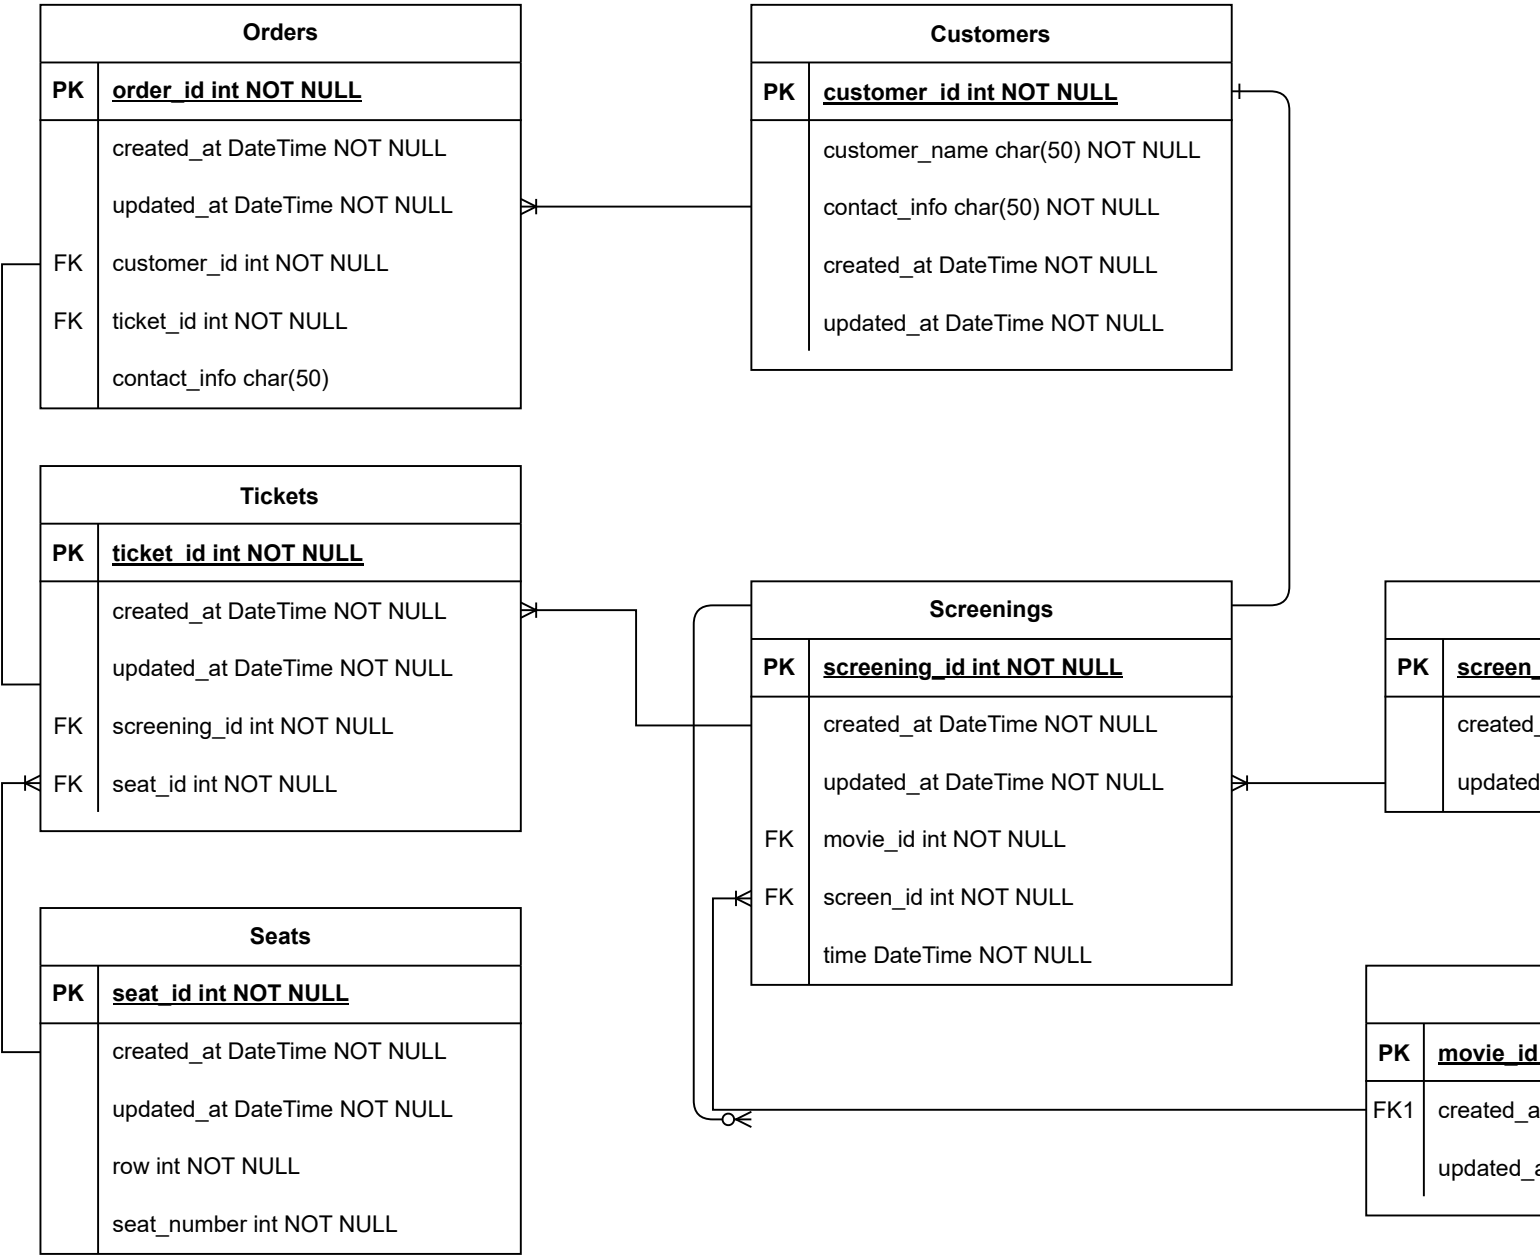 Orders
PK order_id int NOT NULL
created_at DateTime NOT NULL
updated_at DateTime NOT NULL
FK customer_id int NOT NULL
FK ticket_id int NOT NULL
contact_info char(50)
Customers
PK customer_id int NOT NULL
customer_name char(50) NOT NULL
contact_info char(50) NOT NULL
created_at DateTime NOT NULL
updated_at DateTime NOT NULL
Tickets
PK ticket_id int NOT NULL
created_at DateTime NOT NULL
updated_at DateTime NOT NULL
FK screening_id int NOT NULL
FK seat_id int NOT NULL
Screenings
PK screening_id int NOT NULL
created_at DateTime NOT NULL
updated_at DateTime NOT NULL
FK movie_id int NOT NULL
FK screen_id int NOT NULL
time DateTime NOT NULL
PK screen_
created_
updated
Seats
PK seat_id int NOT NULL
created_at DateTime NOT NULL
updated_at DateTime NOT NULL
row int NOT NULL
seat_number int NOT NULL
PK movie_id
FK1 created_a
updated_a